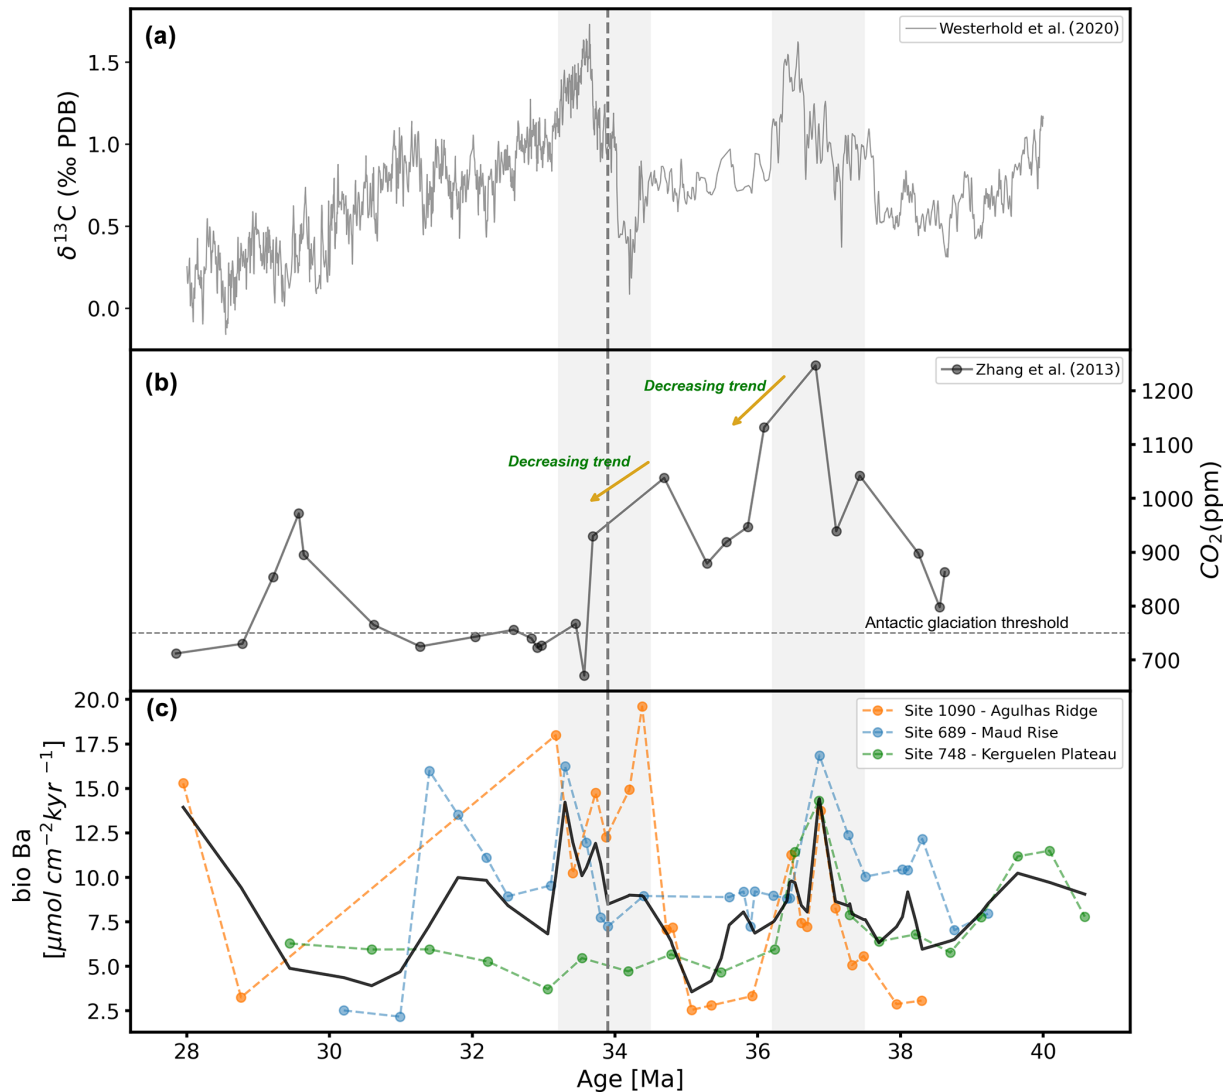 (a)
Westerhold et al. (2020)
δ¹³C (‰ PDB)
1.5
1.0
0.5
0.0
(b)
Zhang et al. (2013)
Decreasing trend
Decreasing trend
Antactic glaciation threshold
CO₂(ppm)
1200
1100
1000
900
800
700
(c)
Site 1090 - Agulhas Ridge
Site 689 - Maud Rise
Site 748 - Kerguelen Plateau
bio Ba
[μmol cm⁻²kyr ⁻¹]
20.0
17.5
15.0
12.5
10.0
7.5
5.0
2.5
28 30 32 34 36 38 40
Age [Ma]